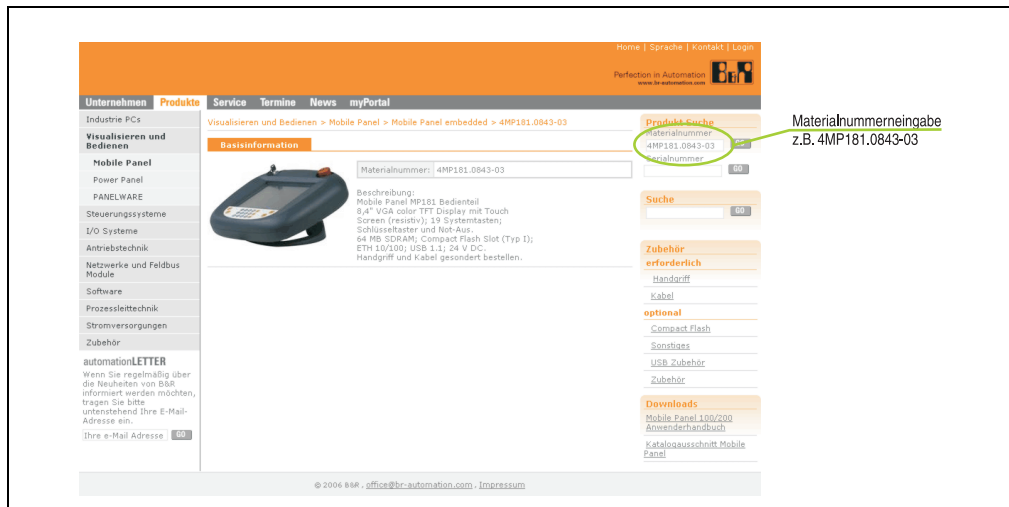 Home | Sprache | Kontakt | Login
Perfection in Automation
www.br-automation.com
B&R
Unternehmen Produkte Service Termine News myPortal
Industrie PCs
Visualisieren und
Bedienen
Mobile Panel
Power Panel
PANELWARE
Steuerungssysteme
I/O Systeme
Antriebstechnik
Netzwerke und Feldbus
Module
Software
Prozessleittechnik
Stromversorgungen
Zubehör
automationLETTER
Wenn Sie regelmäßig über
die Neuheiten von B&R
informiert werden möchten,
tragen Sie bitte
untenstehend Ihre E-Mail-
Adresse ein.
Ihre e-Mail Adresse GO
Visualisieren und Bedienen > Mobile Panel > Mobile Panel embedded > 4MP181.0843-03
Basisinformation
Materialnummer: 4MP181.0843-03
Beschreibung:
Mobile Panel MP181 Bedienteil
8,4" VGA color TFT Display mit Touch
Screen (resistiv); 19 Systemtasten;
Schlüsseltaster und Not-Aus.
64 MB SDRAM; Compact Flash Slot (Typ I);
ETH 10/100; USB 1.1; 24 V DC.
Handgriff und Kabel gesondert bestellen.
Produkt Suche
Materialnummer
4MP181.0843-03 GO
Serialnummer
GO
Suche
GO
Zubehör
erforderlich
Handgriff
Kabel
optional
Compact Flash
Sonstiges
USB Zubehör
Zubehör
Downloads
Mobile Panel 100/200
Anwenderhandbuch
Katalogausschnitt Mobile
Panel
Materialnummerneingabe
z.B. 4MP181.0843-03
© 2006 B&R . office@br-automation.com . Impressum